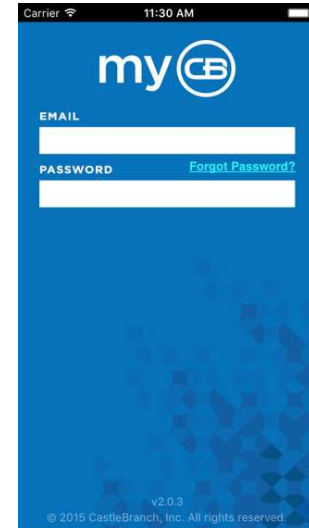 Carrier 11:30 AM
my CB
EMAIL
PASSWORD Forgot Password?
v2.0.3
© 2015 CastleBranch, Inc. All rights reserved.